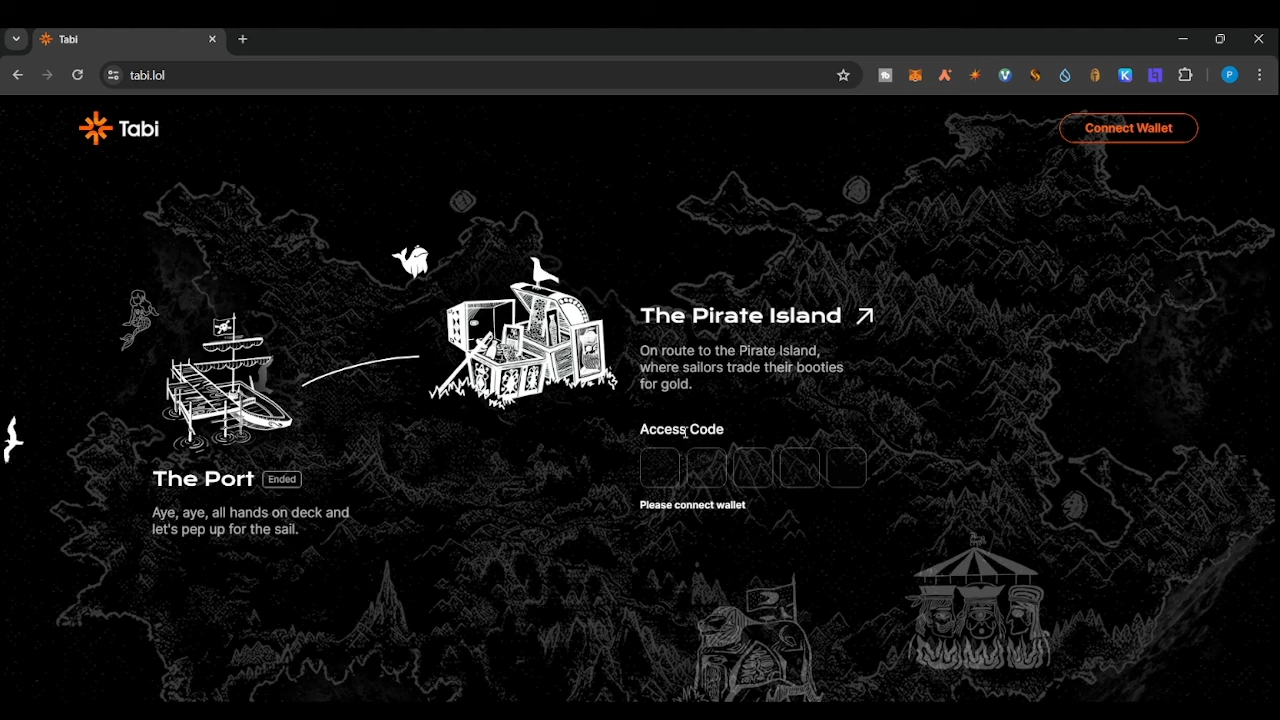 Tabi
tabi.lol
P
Tabi
Connect Wallet
The Pirate Island
On route to the Pirate Island,
where sailors trade their booties
for gold.
Access Code
Please connect wallet
The Port Ended
Aye, aye, all hands on deck and
let's pep up for the sail.